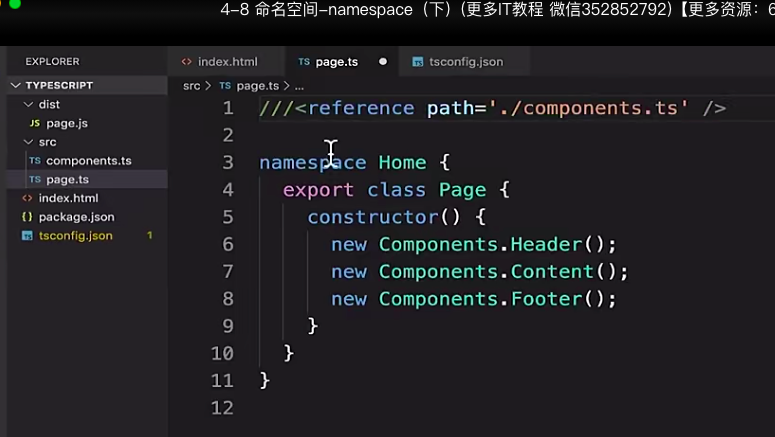 4-8 命名空间-namespace（下）(更多IT教程 微信352852792)【更多资源：6
EXPLORER
index.html
TS page.ts
tsconfig.json
TYPESCRIPT
src > TS page.ts > ...
dist
JS page.js
src
TS components.ts
TS page.ts
index.html
package.json
tsconfig.json 1
1 ///<reference path='./components.ts' />
2
3 namespace Home {
4 export class Page {
5 constructor() {
6 new Components.Header();
7 new Components.Content();
8 new Components.Footer();
9 }
10 }
11 }
12